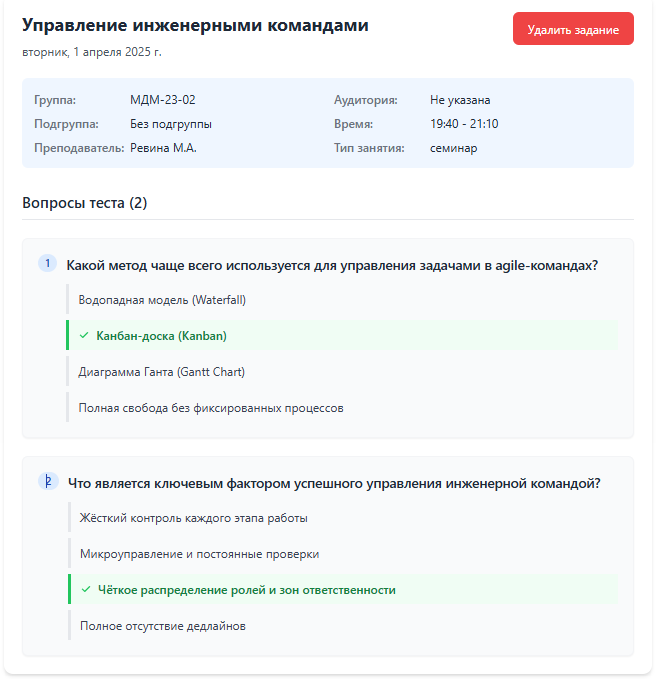 Управление инженерными командами
Удалить задание
вторник, 1 апреля 2025 г.
Группа: МДМ-23-02 Аудитория: Не указана
Подгруппа: Без подгруппы Время: 19:40 - 21:10
Преподаватель: Ревина М.А. Тип занятия: семинар
Вопросы теста (2)
1 Какой метод чаще всего используется для управления задачами в agile-командах?
Водопадная модель (Waterfall)
✓ Канбан-доска (Kanban)
Диаграмма Ганта (Gantt Chart)
Полная свобода без фиксированных процессов
2 Что является ключевым фактором успешного управления инженерной командой?
Жёсткий контроль каждого этапа работы
Микроуправление и постоянные проверки
✓ Чёткое распределение ролей и зон ответственности
Полное отсутствие дедлайнов